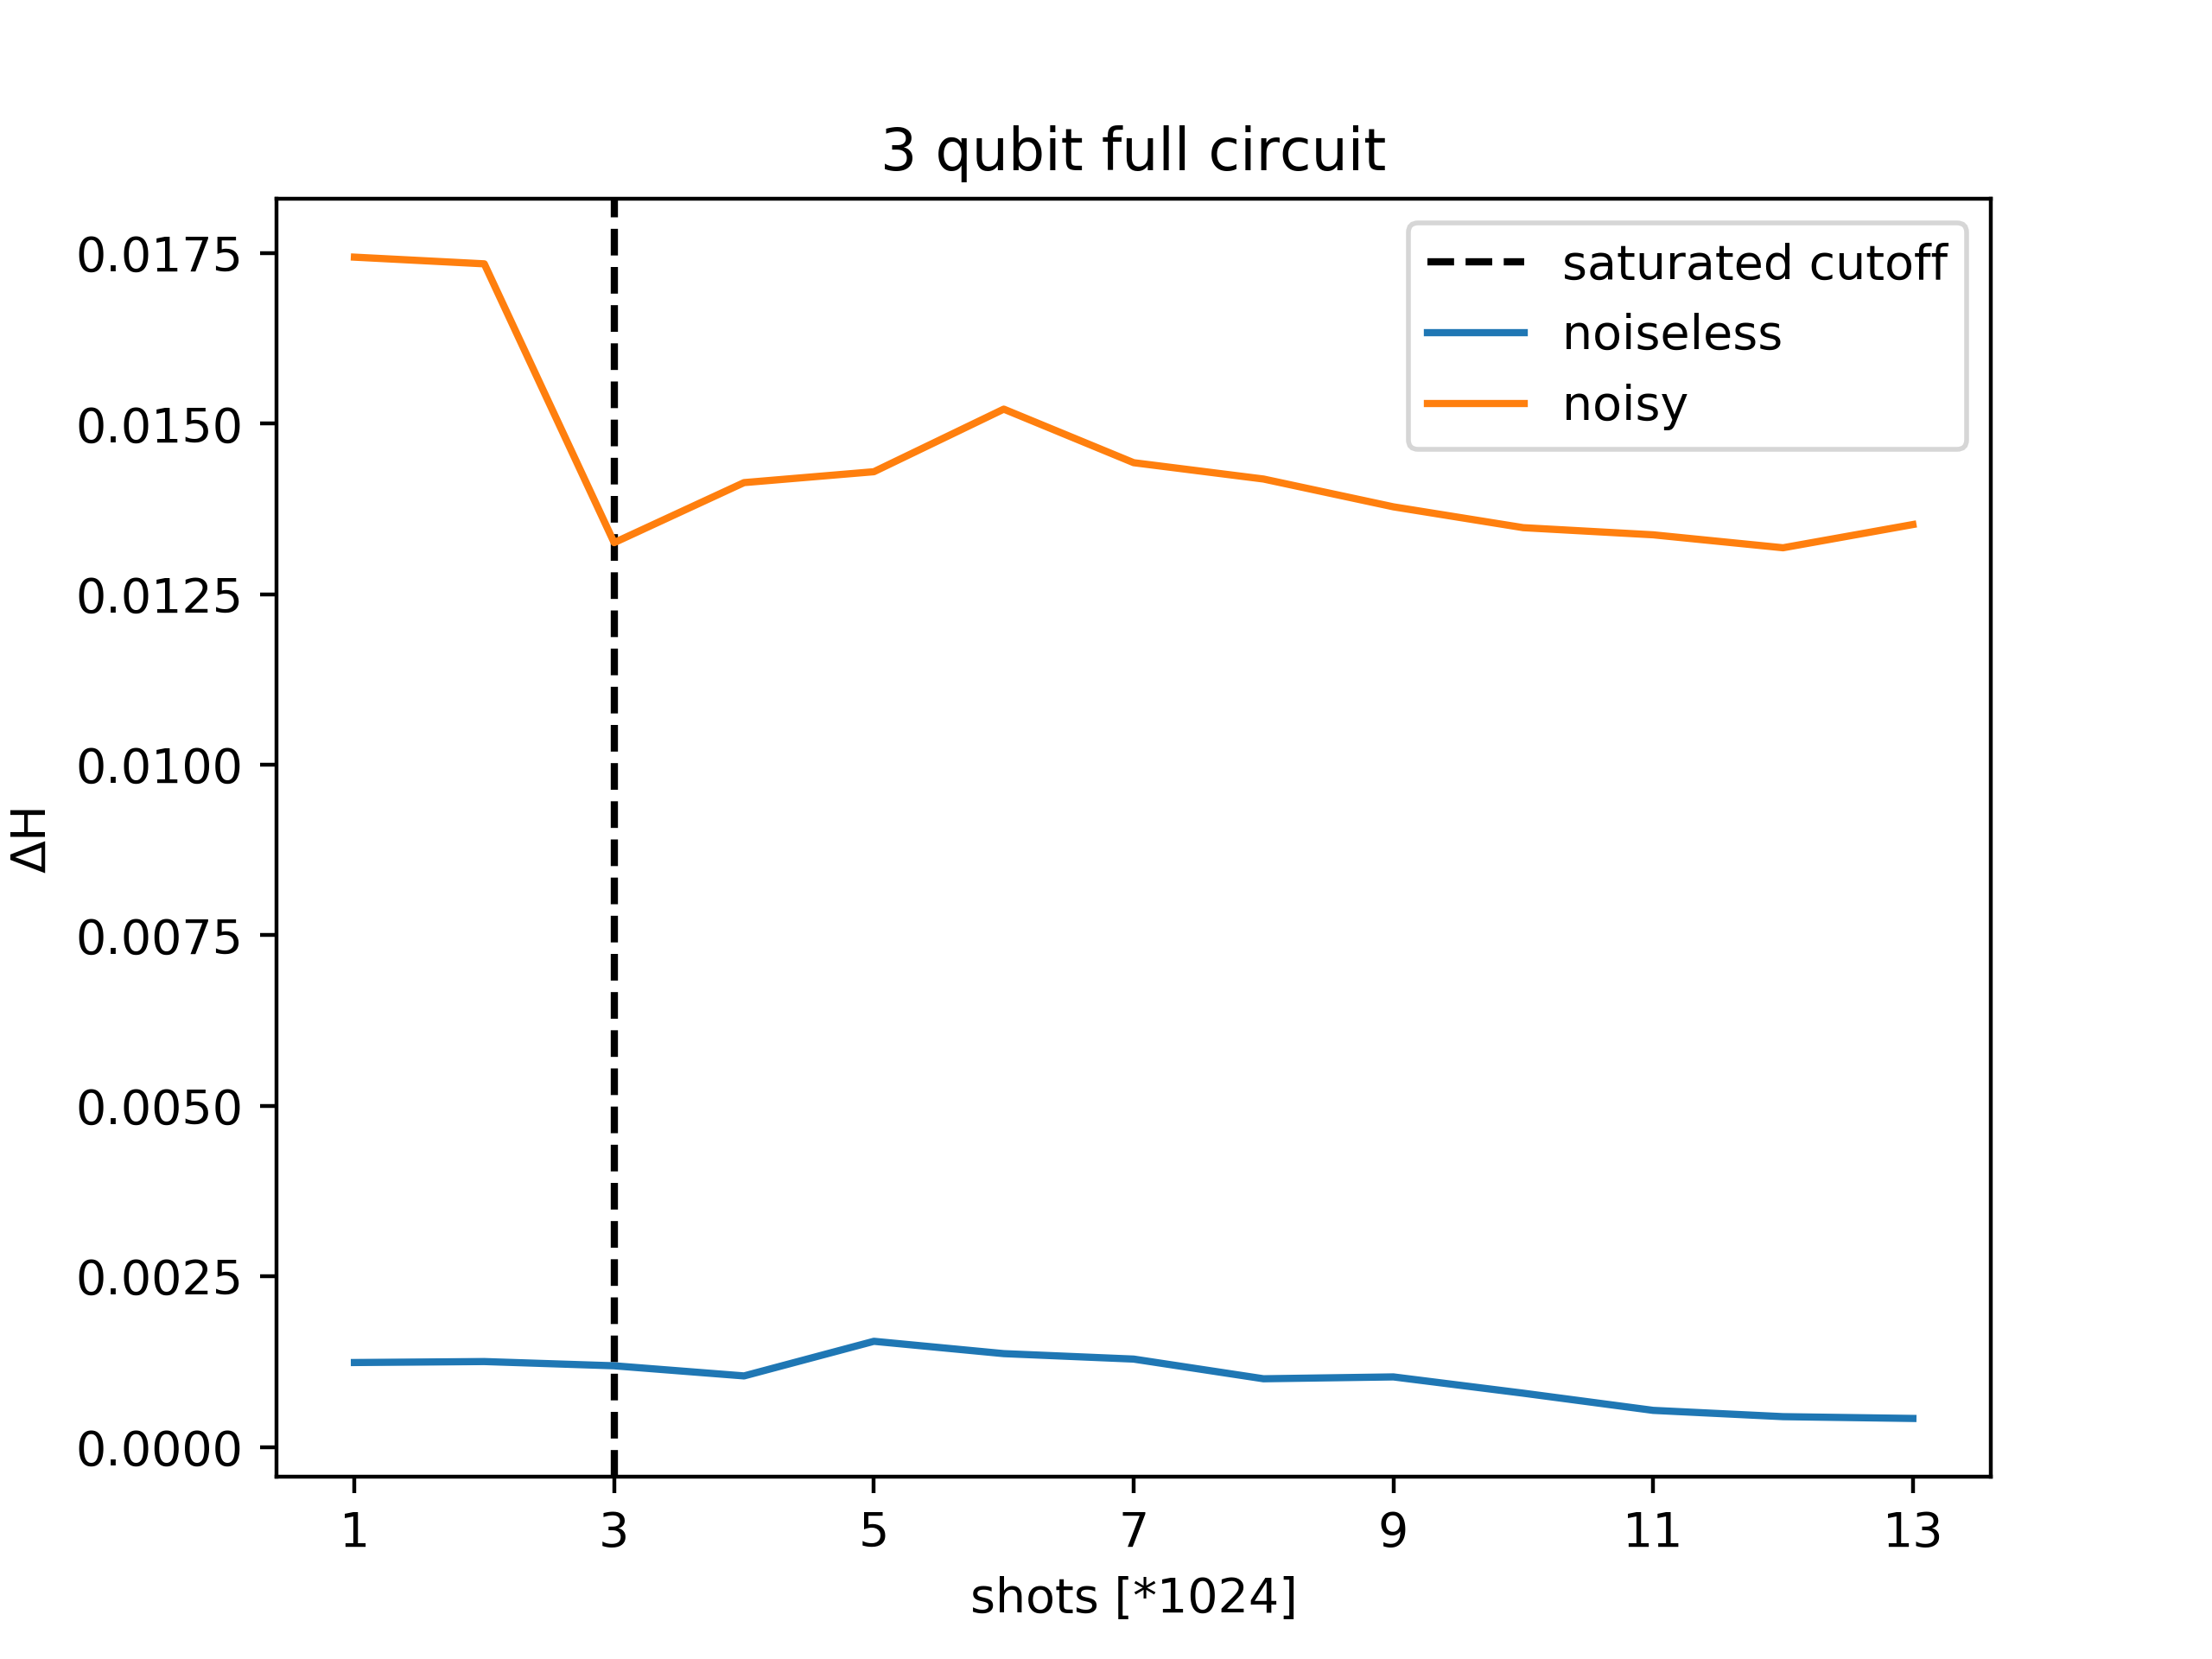 3 qubit full circuit
saturated cutoff
noiseless
noisy
0.0175
0.0150
0.0125
0.0100
0.0075
0.0050
0.0025
0.0000
ΔH
1 3 5 7 9 11 13
shots [*1024]